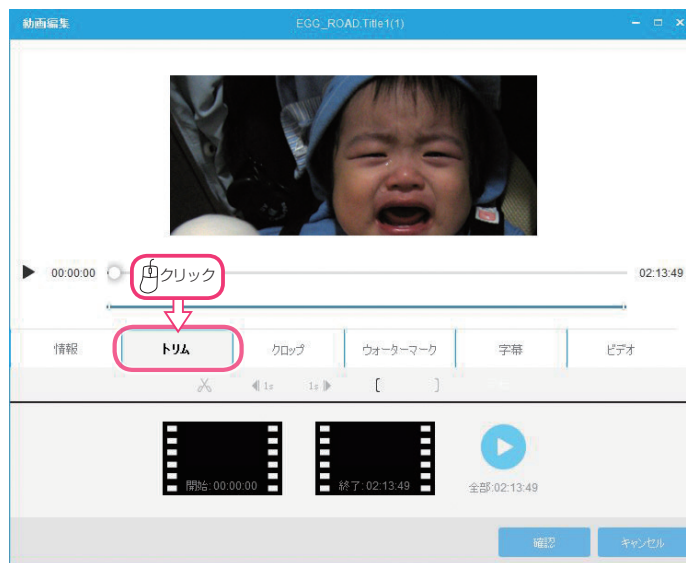 動画編集
EGG_ROAD.Title1(1)
00:00:00
クリック
02:13:49
情報
トリム
クロップ
ウォーターマーク
字幕
ビデオ
1s
1s
[
]
開始:00:00:00
終了:02:13:49
全部:02:13:49
確認
キャンセル